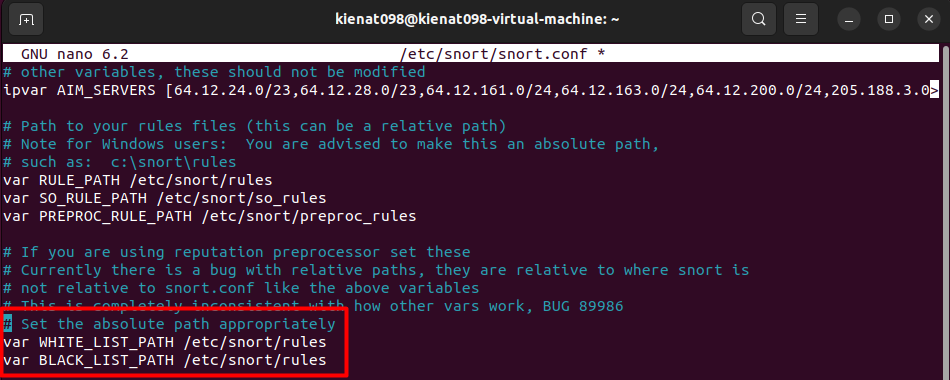 kienat098@kienat098-virtual-machine: ~
GNU nano 6.2 /etc/snort/snort.conf *
# other variables, these should not be modified
ipvar AIM_SERVERS [64.12.24.0/23,64.12.28.0/23,64.12.161.0/24,64.12.163.0/24,64.12.200.0/24,205.188.3.0>
# Path to your rules files (this can be a relative path)
# Note for Windows users:  You are advised to make this an absolute path,
# such as:  c:\snort\rules
var RULE_PATH /etc/snort/rules
var SO_RULE_PATH /etc/snort/so_rules
var PREPROC_RULE_PATH /etc/snort/preproc_rules
# If you are using reputation preprocessor set these
# Currently there is a bug with relative paths, they are relative to where snort is
# not relative to snort.conf like the above variables
# This is completely inconsistent with how other vars work, BUG 89986
# Set the absolute path appropriately
var WHITE_LIST_PATH /etc/snort/rules
var BLACK_LIST_PATH /etc/snort/rules